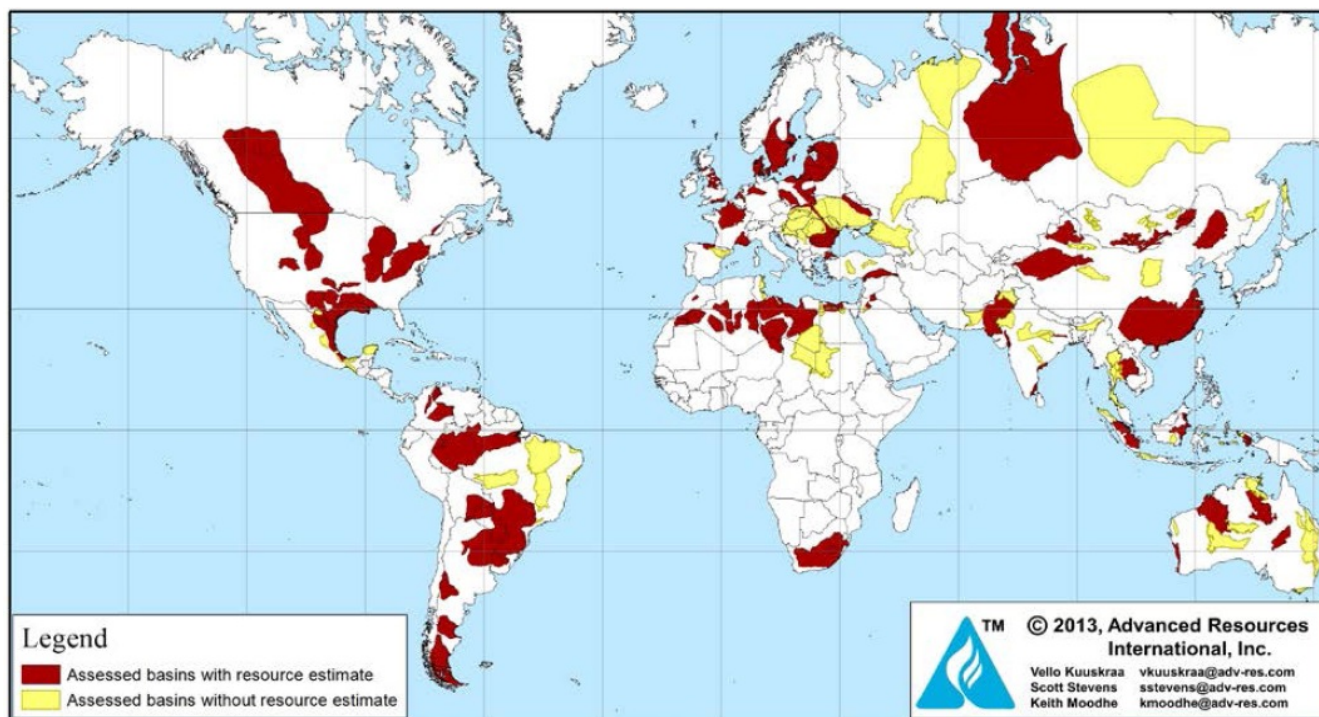 Legend
Assessed basins with resource estimate
Assessed basins without resource estimate
TM
© 2013, Advanced Resources
International, Inc.
Vello Kuuskraa vkuuskraa@adv-res.com
Scott Stevens sstevens@adv-res.com
Keith Moodhe kmoodhe@adv-res.com